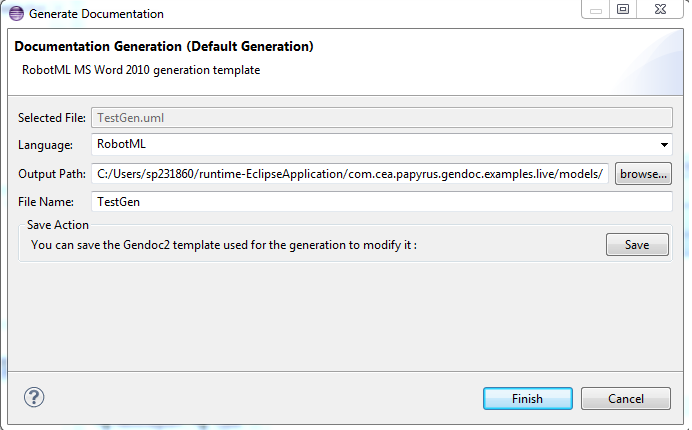 Generate Documentation
Documentation Generation (Default Generation)
RobotML MS Word 2010 generation template
Selected File: TestGen.uml
Language: RobotML
Output Path: C:/Users/sp231860/runtime-EclipseApplication/com.cea.papyrus.gendoc.examples.live/models/ browse...
File Name: TestGen
Save Action
You can save the Gendoc2 template used for the generation to modify it : Save
? Finish Cancel